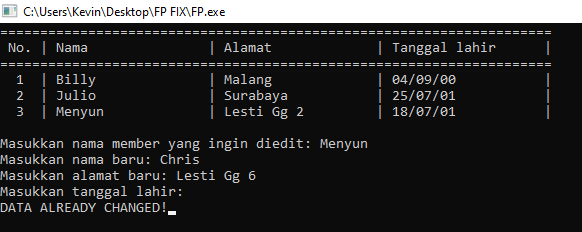 C:\Users\Kevin\Desktop\FP FIX\FP.exe
=====================================================================
No. | Nama | Alamat | Tanggal lahir |
=====================================================================
1 | Billy | Malang | 04/09/00 |
2 | Julio | Surabaya | 25/07/01 |
3 | Menyun | Lesti Gg 2 | 18/07/01 |
Masukkan nama member yang ingin diedit: Menyun
Masukkan nama baru: Chris
Masukkan alamat baru: Lesti Gg 6
Masukkan tanggal lahir:
DATA ALREADY CHANGED!